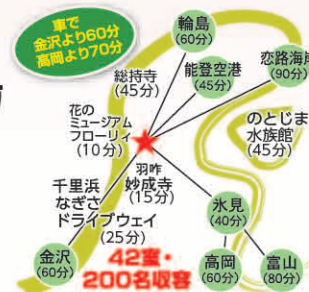 車で
金沢より60分
高岡より70分
輪島
(60分)
能登空港
(45分)
恋路海岸
(90分)
総持寺
(45分)
花の
ミュージアム
フローリィ
(10分)
のとじま
水族館
(45分)
羽咋
妙成寺
(15分)
千里浜
なぎさ
ドライブウェイ
(25分)
氷見
(40分)
金沢
(60分)
高岡
(60分)
富山
(80分)
42室・
200名収容